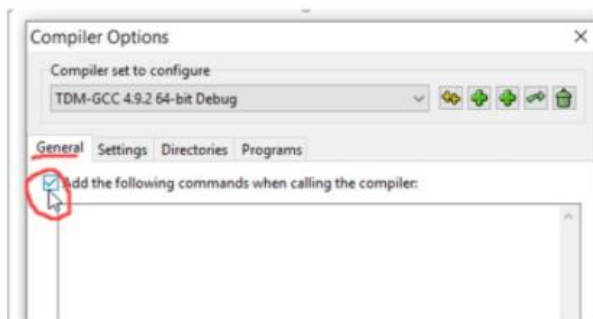 Compiler Options
Compiler set to configure
TDM-GCC 4.9.2 64-bit Debug
General Settings Directories Programs
Add the following commands when calling the compiler: